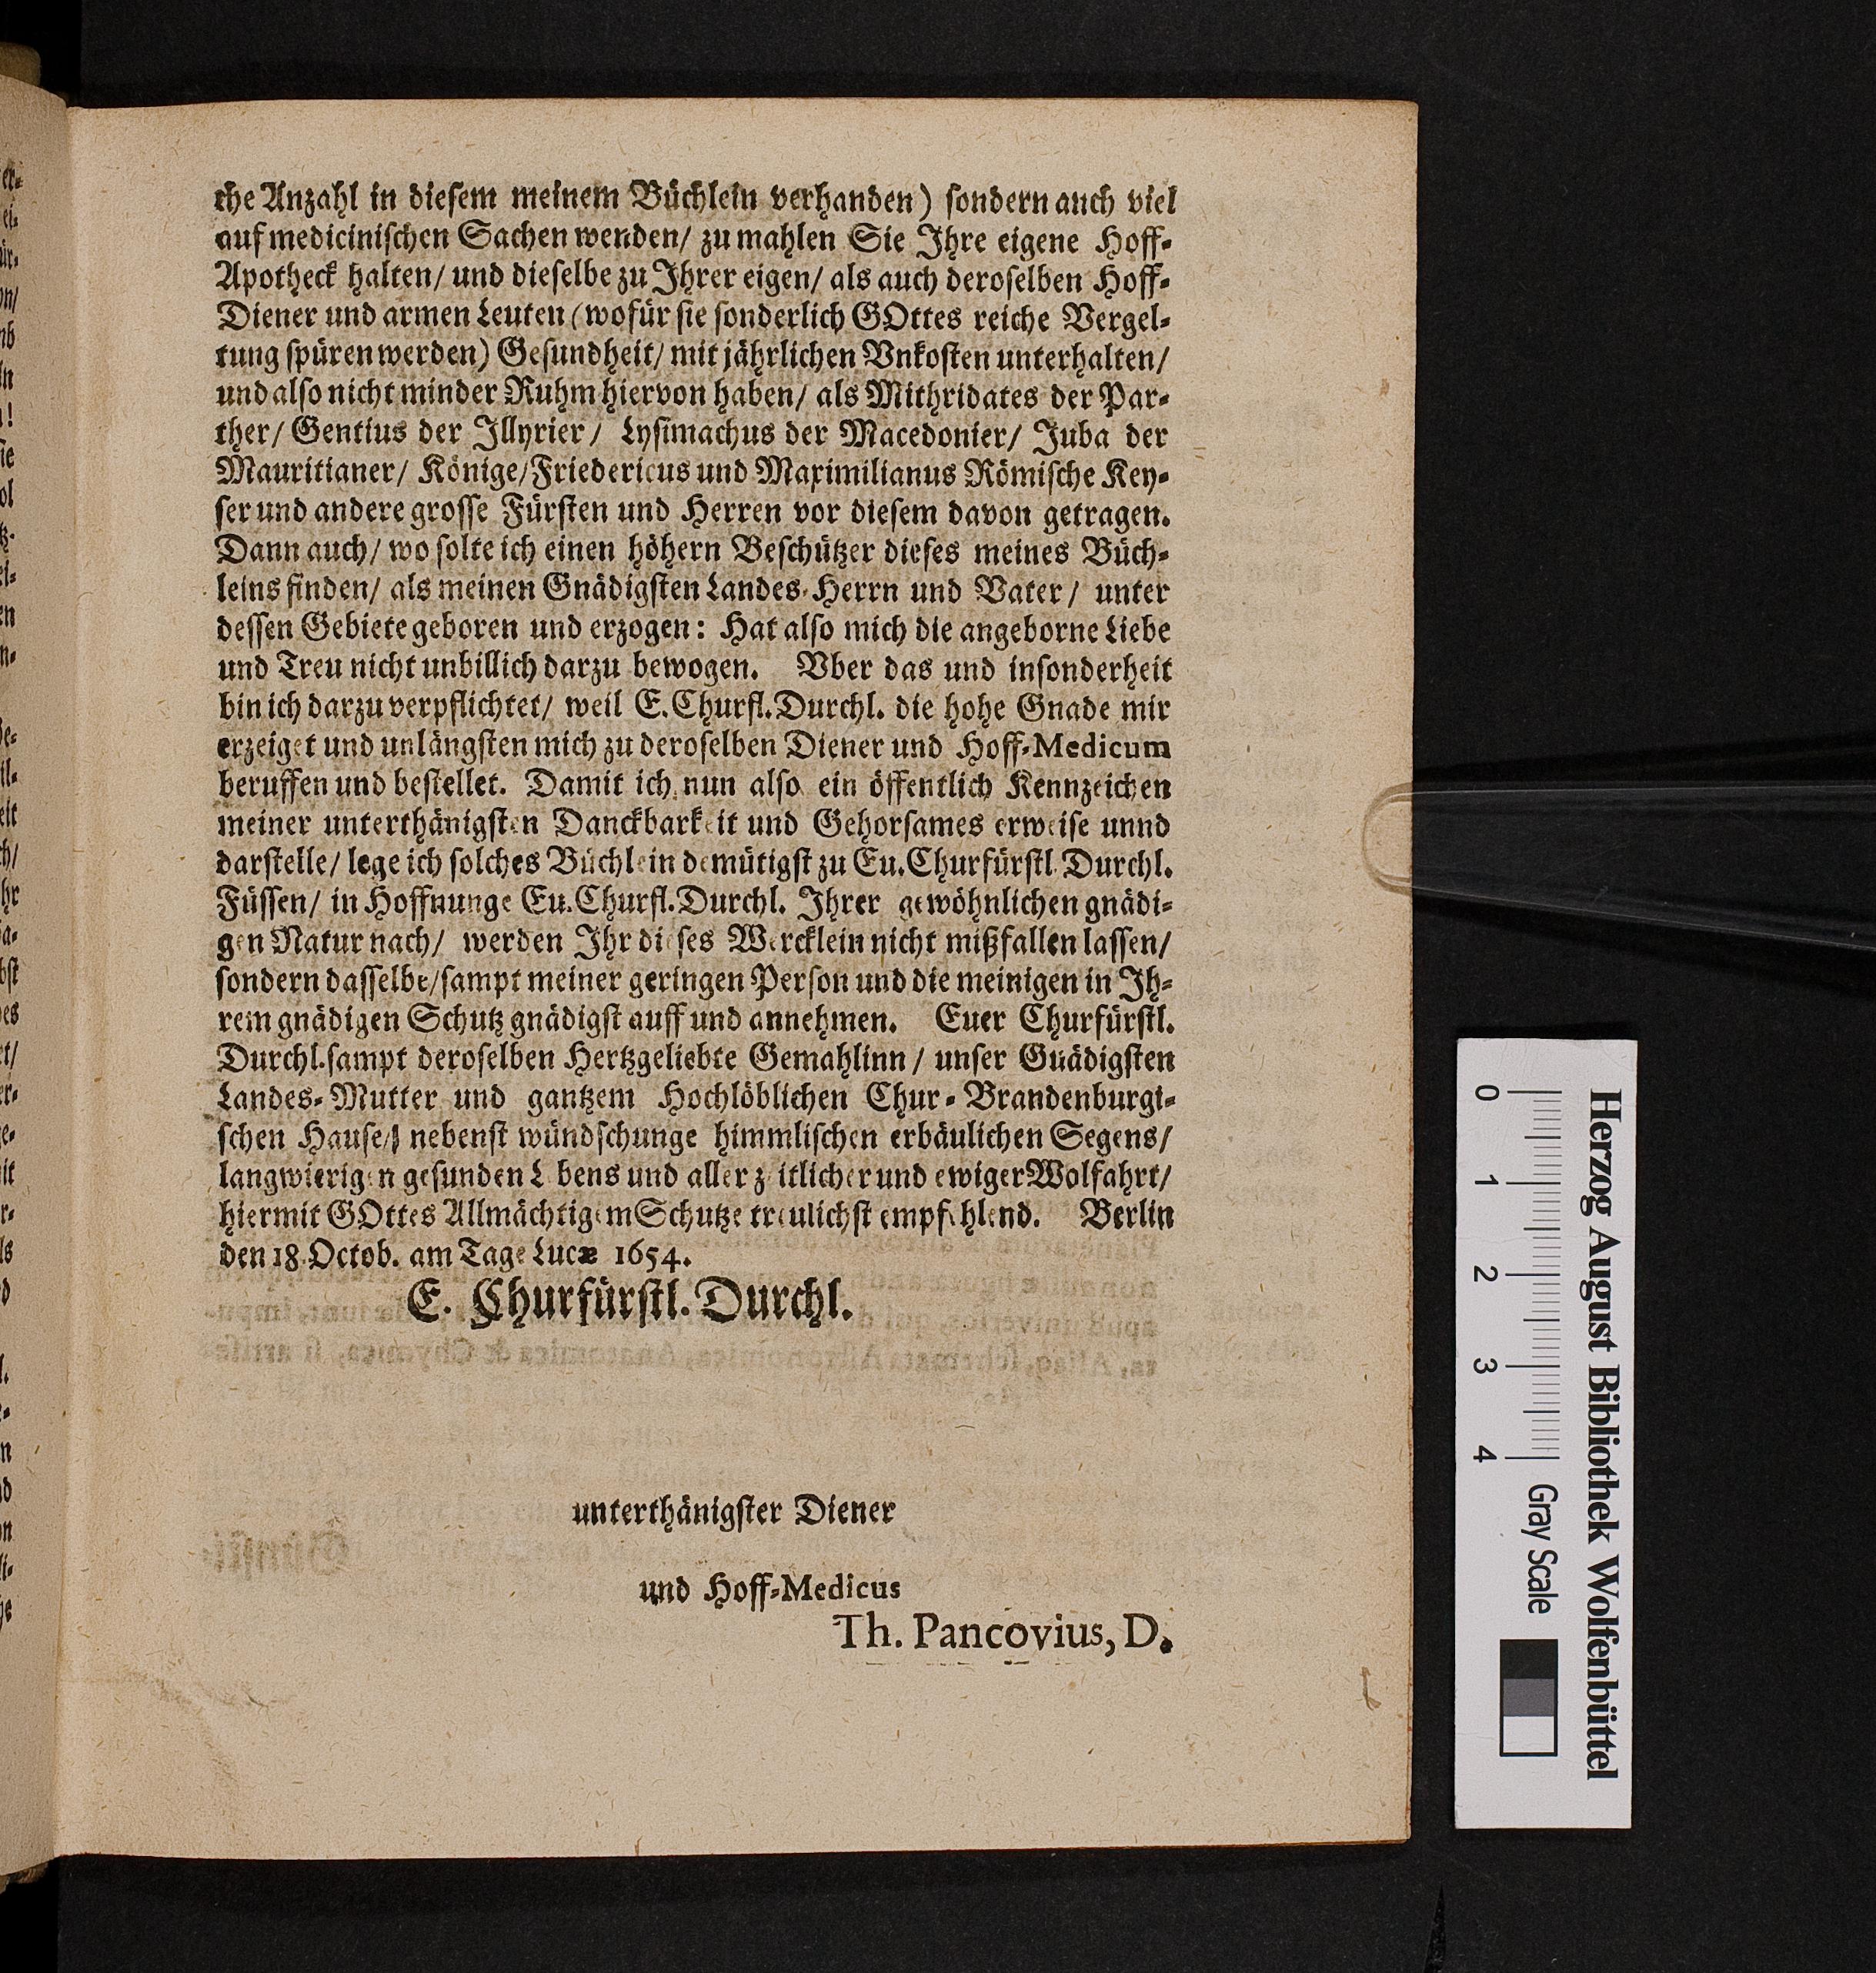 che Anzahl in diesem meinem Büchlein verhanden) sondern auch viel
auf medicinischen Sachen wenden/ zu mahlen Sie Ihre eigene Hoff-
Apotheck halten/ und dieselbe zu Ihrer eigen/ als auch deroselben Hoff-
Diener und armen Leuten (wofür sie sonderlich GOttes reiche Vergel-
tung spüren werden) Gesundheit/ mit jährlichen Vnkosten unterhalten/
und also nicht minder Ruhm hiervon haben/ als Mithridates der Par-
ther/ Gentius der Illyrier/ Lysimachus der Macedonier/ Juba der
Mauritianer/ Könige/ Friedericus und Maximilianus Römische Key-
ser und andere grosse Fürsten und Herren vor diesem davon getragen.
Dann auch/ wo solte ich einen höhern Beschützer dieses meines Büch-
leins finden/ als meinen Gnädigsten Landes-Herrn und Vater/ unter
dessen Gebiete geboren und erzogen: Hat also mich die angeborne Liebe
und Treu nicht unbillich darzu bewogen. Vber das und insonderheit
bin ich darzu verpflichtet/ weil E. Churfl. Durchl. die hohe Gnade mir
erzeiget und unlängsten mich zu deroselben Diener und Hoff-Medicum
beruffen und bestellet. Damit ich nun also ein öffentlich Kennzeichen
meiner unterthänigsten Danckbarkeit und Gehorsames erweise unnd
darstelle/ lege ich solches Büchlein demütigst zu Eu. Churfürstl. Durchl.
Füssen/ in Hoffnunge Eu. Churfl. Durchl. Ihrer gewöhnlichen gnädi-
gen Natur nach/ werden Ihr dieses Wercklein nicht mißfallen lassen/
sondern dasselbe/ sampt meiner geringen Person und die meinigen in Ih-
rem gnädigen Schutz gnädigst auff und annehmen. Euer Churfürstl.
Durchl. sampt deroselben Hertzgeliebte Gemahlinn/ unser Gnädigsten
Landes-Mutter und gantzem Hochlöblichen Chur-Brandenburgi-
schen Hause/ nebenst wündschunge himmlischen erbäulichen Segens/
langwierigen gesunden Lebens und aller zeitlicher und ewiger Wolfahrt/
hiermit GOttes Allmächtigem Schutze treulichst empfehlend. Berlin
den 18. Octob. am Tage Lucæ 1654.
E. Churfürstl. Durchl.
unterthänigster Diener
und Hoff-Medicus
Th. Pancovius, D.
Herzog August Bibliothek Wolfenbüttel
0 1 2 3 4 Gray Scale